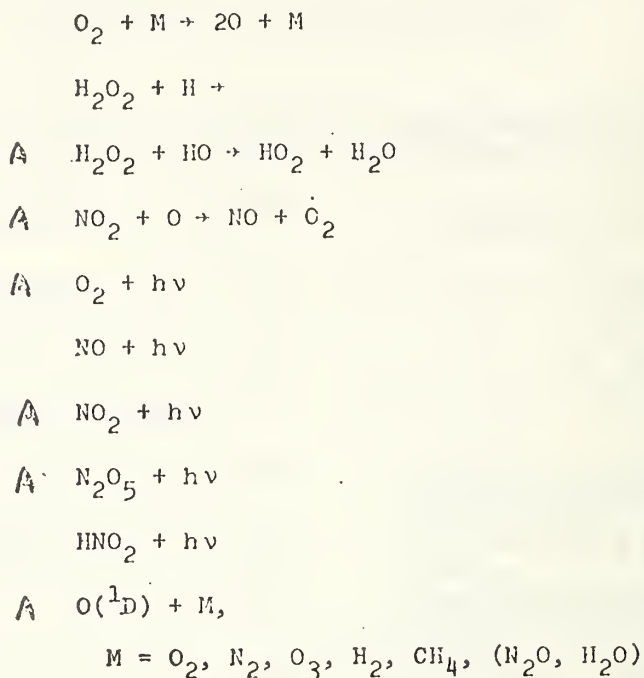 O₂ + M → 2O + M
H₂O₂ + H →
A H₂O₂ + HO → HO₂ + H₂O
A NO₂ + O → NO + O₂
A O₂ + hν
NO + hν
A NO₂ + hν
A N₂O₅ + hν
HNO₂ + hν
A O(¹D) + M,
M = O₂, N₂, O₃, H₂, CH₄, (N₂O, H₂O)